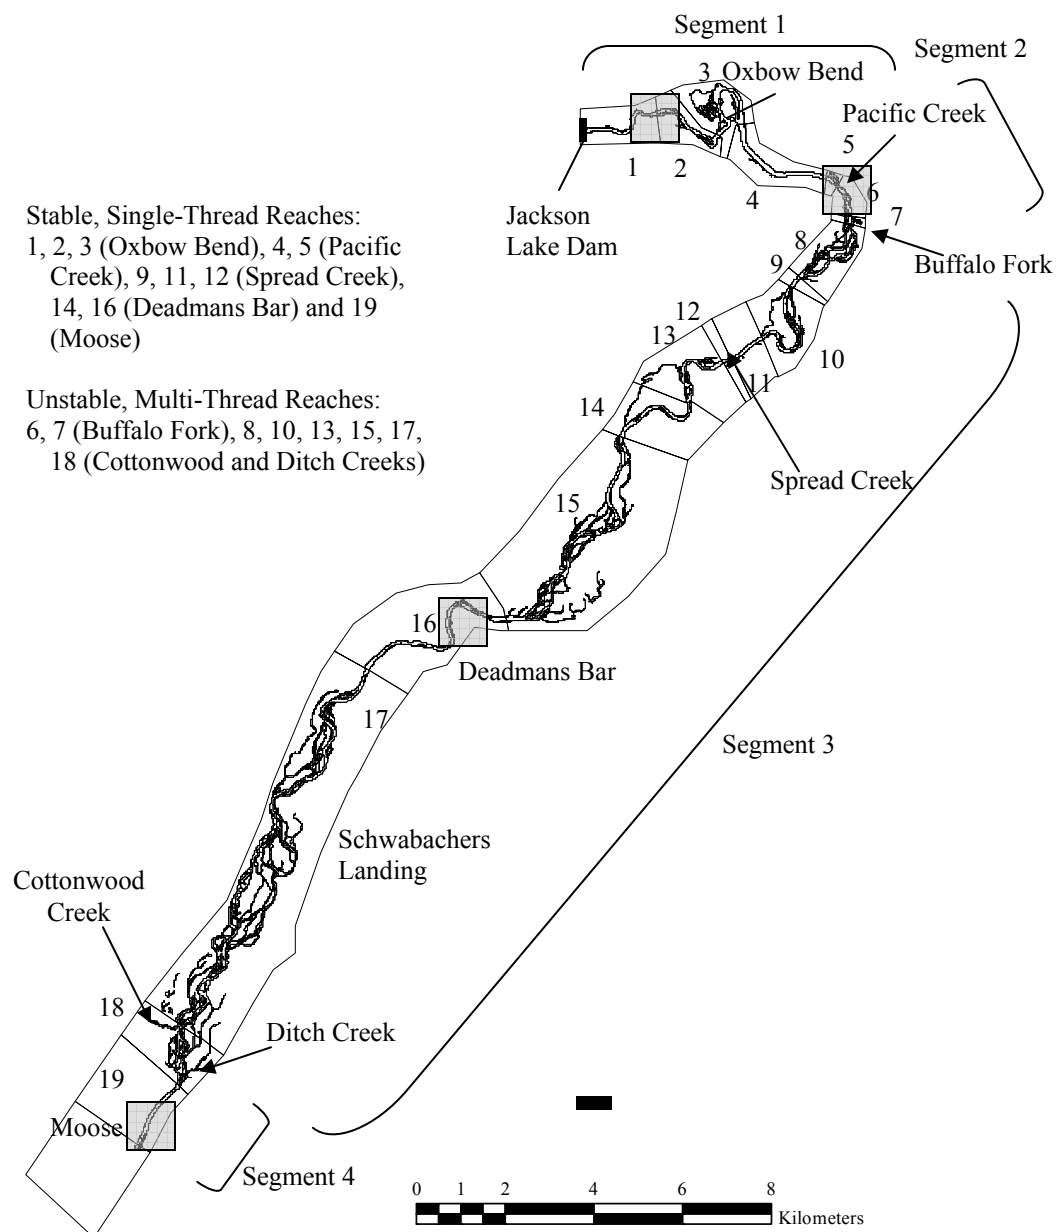 Segment 1
Segment 2
3
Oxbow Bend
Pacific Creek
5
1
2
4
6
7
Jackson
Lake Dam
Buffalo Fork
Stable, Single-Thread Reaches:
1, 2, 3 (Oxbow Bend), 4, 5 (Pacific
Creek), 9, 11, 12 (Spread Creek),
14, 16 (Deadmans Bar) and 19
(Moose)
8
9
10
12
13
11
14
Unstable, Multi-Thread Reaches:
6, 7 (Buffalo Fork), 8, 10, 13, 15, 17,
18 (Cottonwood and Ditch Creeks)
Spread Creek
15
16
Deadmans Bar
17
Segment 3
Schwabachers
Landing
Cottonwood
Creek
18
Ditch Creek
19
Moose
Segment 4
0 1 2 4 6 8
Kilometers